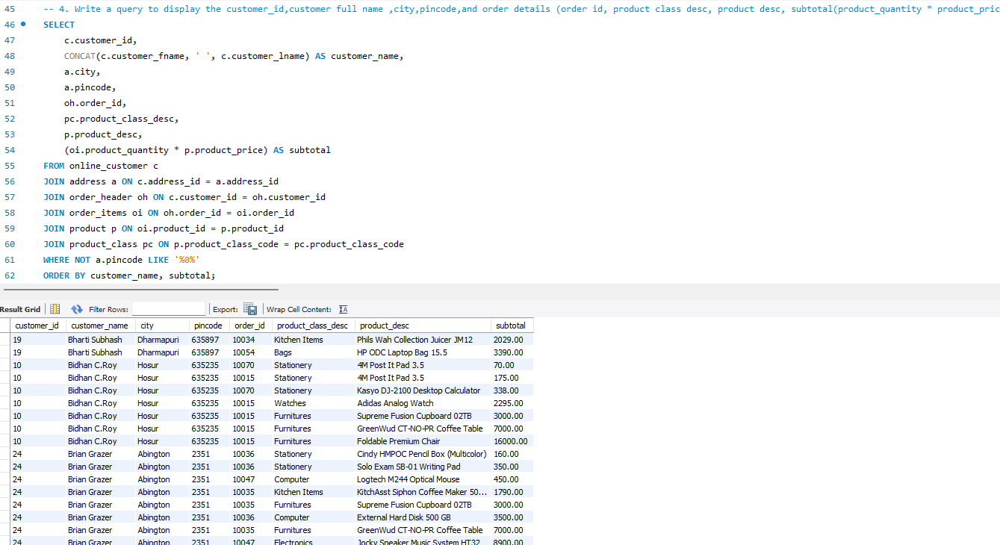 45 -- 4. Write a query to display the customer_id,customer full name ,city,pincode,and order details (order id, product class desc, product desc, subtotal(product_quantity * product_pric
46 SELECT
47 c.customer_id,
48 CONCAT(c.customer_fname, ' ', c.customer_lname) AS customer_name,
49 a.city,
50 a.pincode,
51 oh.order_id,
52 pc.product_class_desc,
53 p.product_desc,
54 (oi.product_quantity * p.product_price) AS subtotal
55 FROM online_customer c
56 JOIN address a ON c.address_id = a.address_id
57 JOIN order_header oh ON c.customer_id = oh.customer_id
58 JOIN order_items oi ON oh.order_id = oi.order_id
59 JOIN product p ON oi.product_id = p.product_id
60 JOIN product_class pc ON p.product_class_code = pc.product_class_code
61 WHERE NOT a.pincode LIKE '%0%'
62 ORDER BY customer_name, subtotal;
Result Grid Filter Rows: Export: Wrap Cell Content:
customer_id customer_name city pincode order_id product_class_desc product_desc subtotal
19 Bharti Subhash Dharmapuri 635897 10034 Kitchen Items Phils Wah Collection Juicer JM12 2029.00
19 Bharti Subhash Dharmapuri 635897 10054 Bags HP ODC Laptop Bag 15.5 3390.00
10 Bidhan C.Roy Hosur 635235 10070 Stationery 4M Post It Pad 3.5 70.00
10 Bidhan C.Roy Hosur 635235 10015 Stationery 4M Post It Pad 3.5 175.00
10 Bidhan C.Roy Hosur 635235 10070 Stationery Kasyo DJ-2100 Desktop Calculator 338.00
10 Bidhan C.Roy Hosur 635235 10015 Watches Adidas Analog Watch 2295.00
10 Bidhan C.Roy Hosur 635235 10015 Furnitures Supreme Fusion Cupboard 02TB 3000.00
10 Bidhan C.Roy Hosur 635235 10015 Furnitures GreenWud CT-NO-PR Coffee Table 7000.00
10 Bidhan C.Roy Hosur 635235 10015 Furnitures Foldable Premium Chair 16000.00
24 Brian Grazer Abington 2351 10036 Stationery Cindy HMPOC Pencil Box (Multicolor) 160.00
24 Brian Grazer Abington 2351 10036 Stationery Solo Exam SB-01 Writing Pad 350.00
24 Brian Grazer Abington 2351 10047 Computer Logtech M244 Optical Mouse 450.00
24 Brian Grazer Abington 2351 10035 Kitchen Items KitchAsst Siphon Coffee Maker 50... 1790.00
24 Brian Grazer Abington 2351 10035 Furnitures Supreme Fusion Cupboard 02TB 3000.00
24 Brian Grazer Abington 2351 10036 Computer External Hard Disk 500 GB 3500.00
24 Brian Grazer Abington 2351 10035 Furnitures GreenWud CT-NO-PR Coffee Table 7000.00
24 Brian Grazer Abington 2351 10047 Electronics Jocky Speaker Music System HT32 8900.00